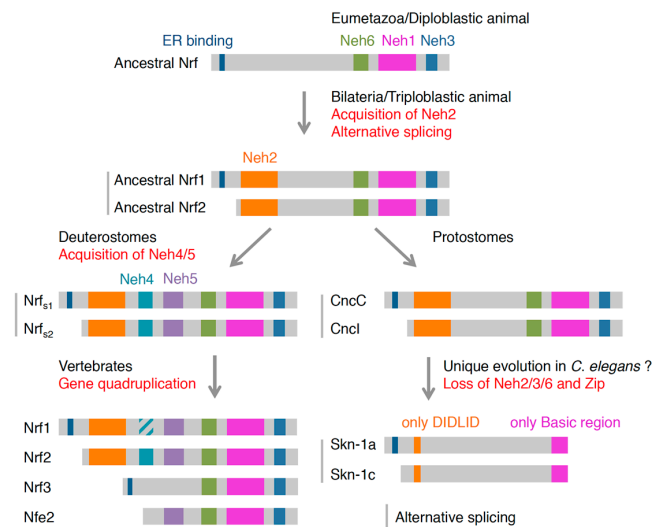 Eumetazoa/Diploblastic animal
ER binding Neh6 Neh1 Neh3
Ancestral Nrf
Bilateria/Triploblastic animal
Acquisition of Neh2
Alternative splicing
Neh2
Ancestral Nrf1
Ancestral Nrf2
Deuterostomes
Acquisition of Neh4/5
Protostomes
Neh4 Neh5
Nrfs1
Nrfs2
CncC
CncI
Vertebrates
Gene quadruplication
Unique evolution in C. elegans ?
Loss of Neh2/3/6 and Zip
Nrf1
Nrf2
Nrf3
Nfe2
only DIDLID only Basic region
Skn-1a
Skn-1c
Alternative splicing